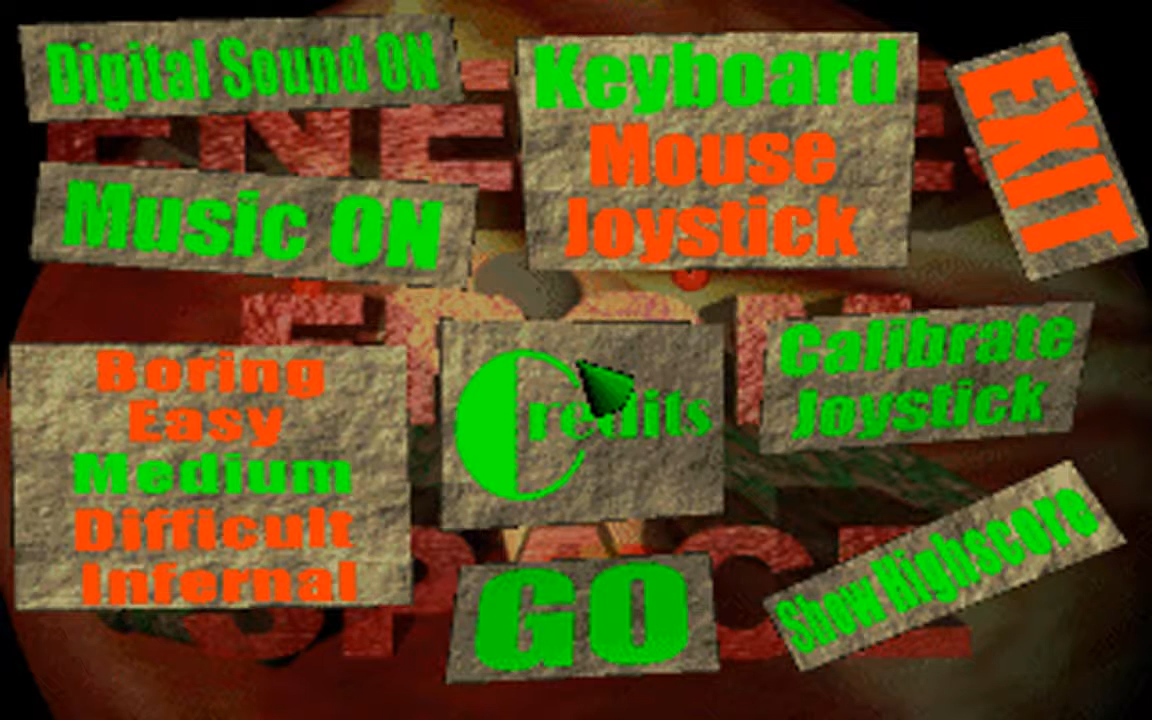 Digital Sound ON
Keyboard
Mouse
Joystick
EXIT
Music ON
Boring
Easy
Medium
Difficult
Infernal
Credits
Calibrate
Joystick
GO
Show Highscore